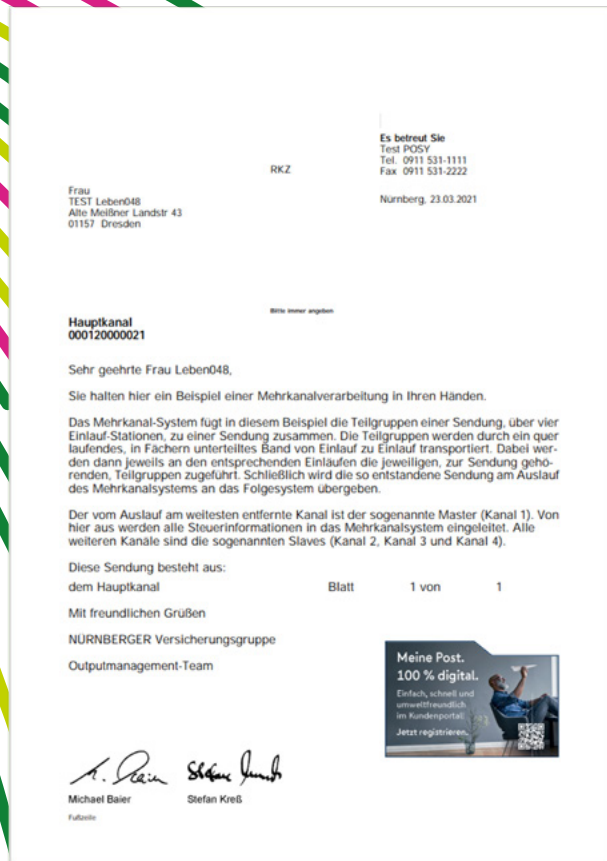 Es betreut Sie
Test POSY
Tel. 0911 531-1111
Fax 0911 531-2222
RKZ
Frau
TEST Leben048
Alte Meißner Landstr 43
01157 Dresden
Nürnberg, 23.03.2021
Bitte immer angeben
Hauptkanal
000120000021
Sehr geehrte Frau Leben048,
Sie halten hier ein Beispiel einer Mehrkanalverarbeitung in Ihren Händen.
Das Mehrkanal-System fügt in diesem Beispiel die Teilgruppen einer Sendung, über vier
Einlauf-Stationen, zu einer Sendung zusammen. Die Teilgruppen werden durch ein quer
laufendes, in Fächern unterteiltes Band von Einlauf zu Einlauf transportiert. Dabei wer-
den dann jeweils an den entsprechenden Einläufen die jeweiligen, zur Sendung gehö-
renden, Teilgruppen zugeführt. Schließlich wird die so entstandene Sendung am Auslauf
des Mehrkanalsystems an das Folgesystem übergeben.
Der vom Auslauf am weitesten entfernte Kanal ist der sogenannte Master (Kanal 1). Von
hier aus werden alle Steuerinformationen in das Mehrkanalsystem eingeleitet. Alle
weiteren Kanäle sind die sogenannten Slaves (Kanal 2, Kanal 3 und Kanal 4).
Diese Sendung besteht aus:
dem Hauptkanal Blatt 1 von 1
Mit freundlichen Grüßen
NÜRNBERGER Versicherungsgruppe
Outputmanagement-Team
Meine Post.
100 % digital.
Einfach, schnell und
umweltfreundlich
im Kundenportal.
Jetzt registrieren.
Michael Baier Stefan Kreß
Fußzeile